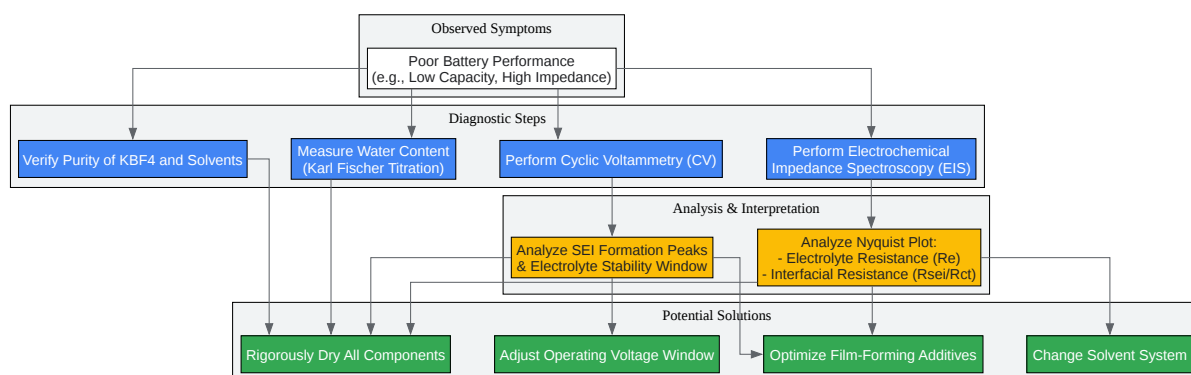 Observed Symptoms
Poor Battery Performance
(e.g., Low Capacity, High Impedance)
Diagnostic Steps
Verify Purity of KBF4 and Solvents
Measure Water Content
(Karl Fischer Titration)
Perform Cyclic Voltammetry (CV)
Perform Electrochemical
Impedance Spectroscopy (EIS)
Analysis & Interpretation
Analyze SEI Formation Peaks
& Electrolyte Stability Window
Analyze Nyquist Plot:
- Electrolyte Resistance (Re)
- Interfacial Resistance (Rsei/Rct)
Potential Solutions
Rigorously Dry All Components
Adjust Operating Voltage Window
Optimize Film-Forming Additives
Change Solvent System